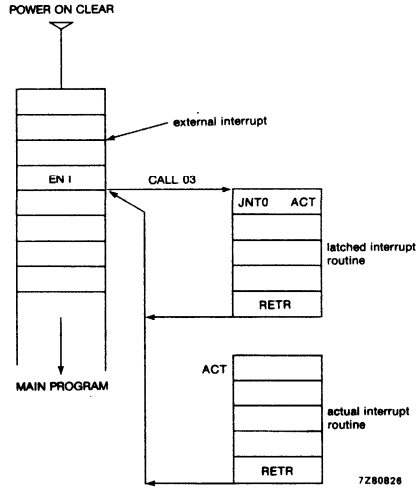 POWER ON CLEAR
external interrupt
EN I
CALL 03
JNT0 ACT
latched interrupt
routine
RETR
MAIN PROGRAM
ACT
actual interrupt
routine
RETR
7Z80826